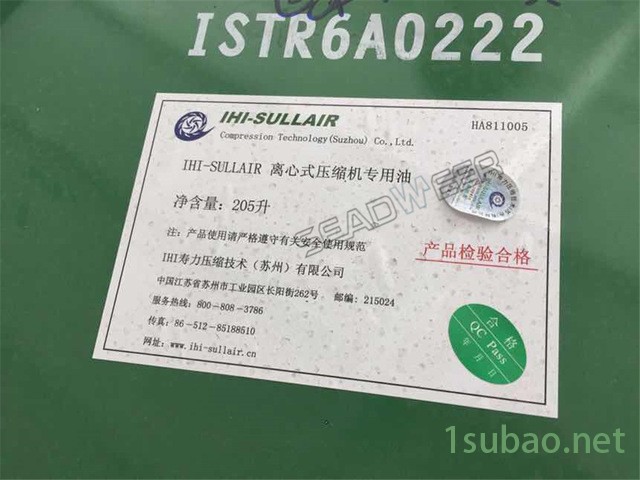 ISTR6A0222
IHI-SULLAIR
Compression Technology(Suzhou) Co.,Ltd.
HA811005
IHI-SULLAIR 离心式压缩机专用油
净含量：205升
SEADWEER
注：产品使用请严格遵守有关安全使用规范
产品检验合格
IHI寿力压缩技术（苏州）有限公司
中国江苏省苏州市工业园区长阳街262号 邮编：215024
服务热线：800-808-3786
传真：86-512-85188510
网址：www.ihi-sullair.cn
合格
QC Pass
年 月 日
1subao.net